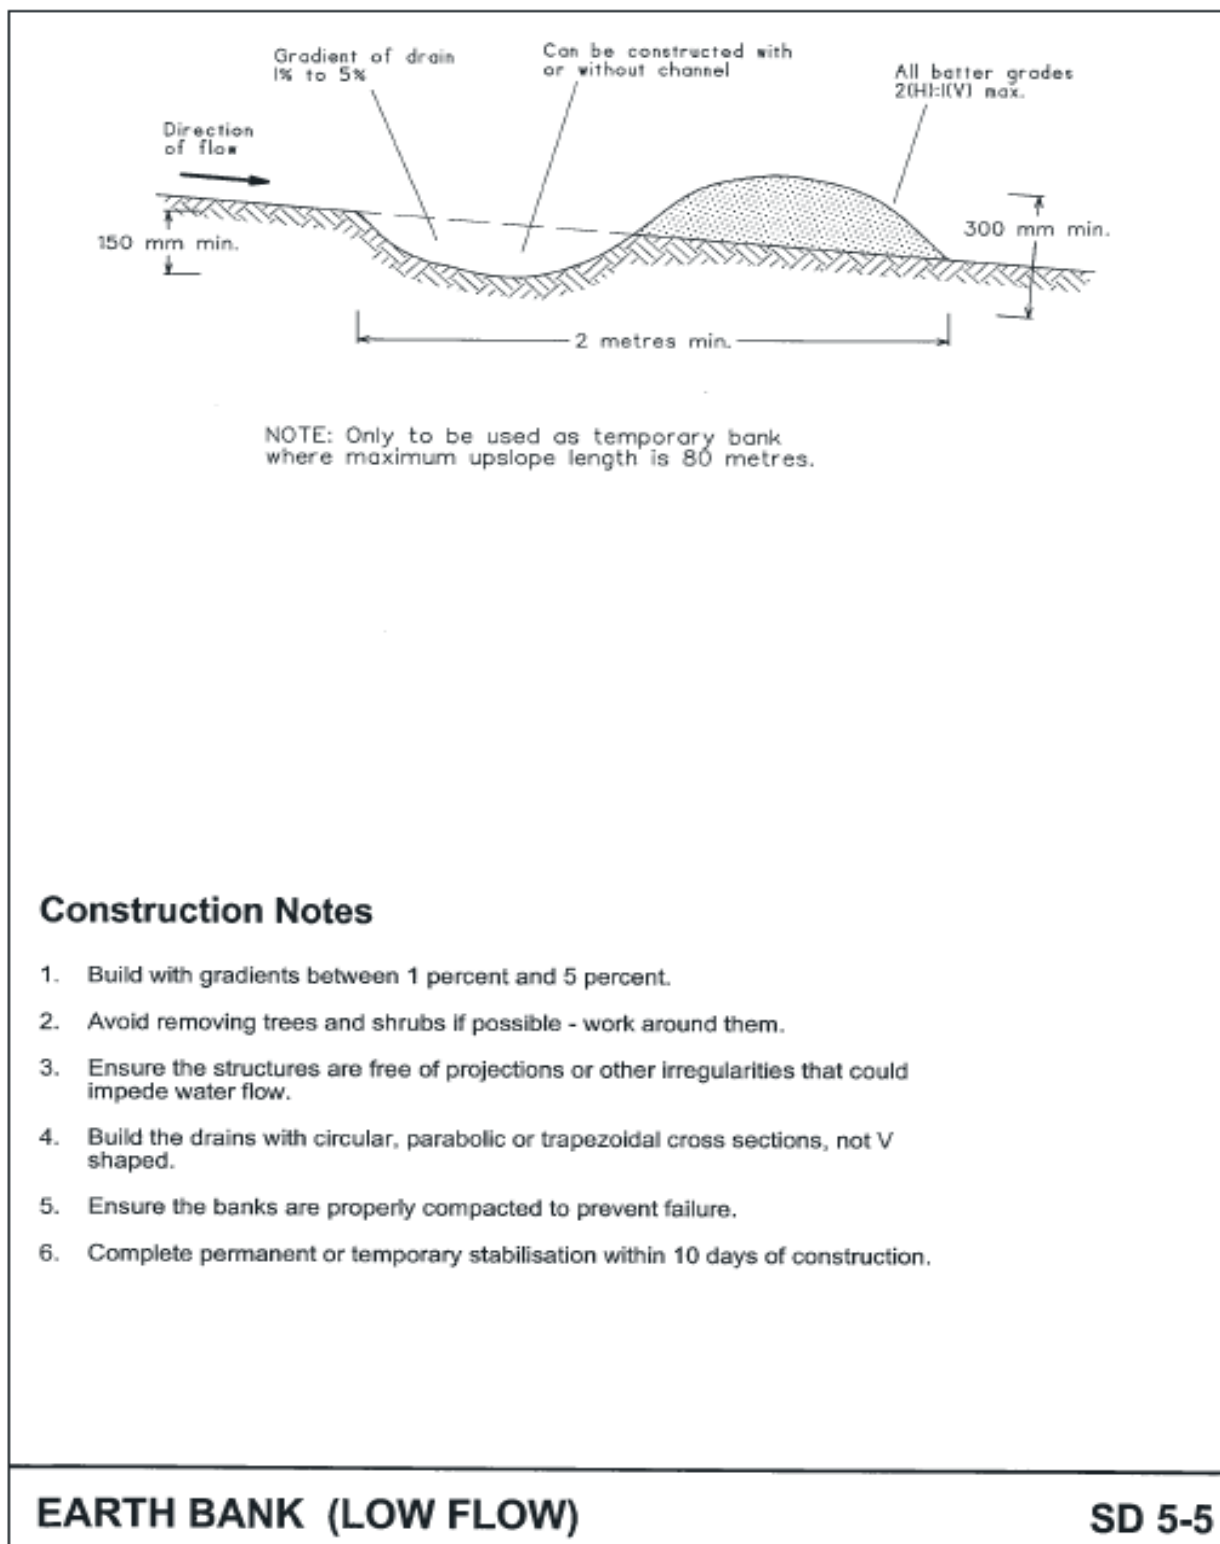 Gradient of drain
1% to 5%
Can be constructed with
or without channel
All batter grades
2(H):1(V) max.
Direction
of flow
150 mm min.
300 mm min.
2 metres min.
NOTE: Only to be used as temporary bank
where maximum upslope length is 80 metres.
Construction Notes
1. Build with gradients between 1 percent and 5 percent.
2. Avoid removing trees and shrubs if possible - work around them.
3. Ensure the structures are free of projections or other irregularities that could
impede water flow.
4. Build the drains with circular, parabolic or trapezoidal cross sections, not V
shaped.
5. Ensure the banks are properly compacted to prevent failure.
6. Complete permanent or temporary stabilisation within 10 days of construction.
EARTH BANK (LOW FLOW)
SD 5-5